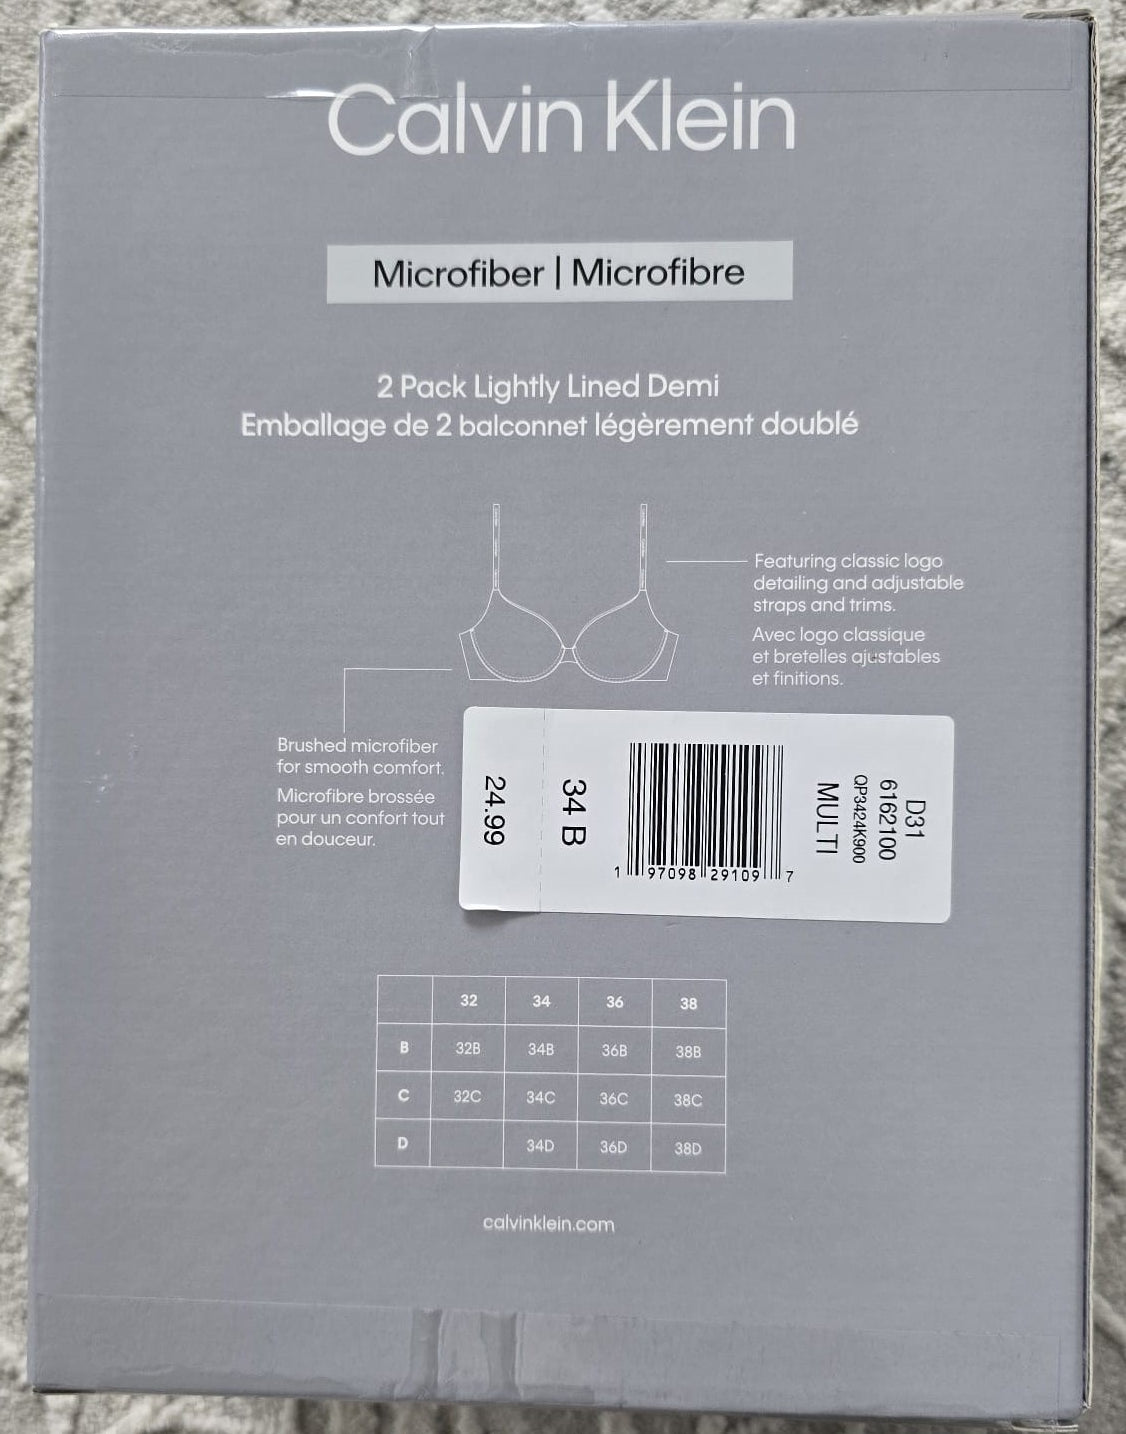 Calvin Klein
Microfiber | Microfibre
2 Pack Lightly Lined Demi
Emballage de 2 balconnet légèrement doublé
Featuring classic logo
detailing and adjustable
straps and trims.
Avec logo classique
et bretelles ajustables
et finitions.
Brushed microfiber
for smooth comfort.
Microfibre brossée
pour un confort tout
en douceur.
D31
6162100
QP3424K900
MULTI
1 97098 29109 7
34 B
24.99
32 34 36 38
B 32B 34B 36B 38B
C 32C 34C 36C 38C
D 34D 36D 38D
calvinklein.com